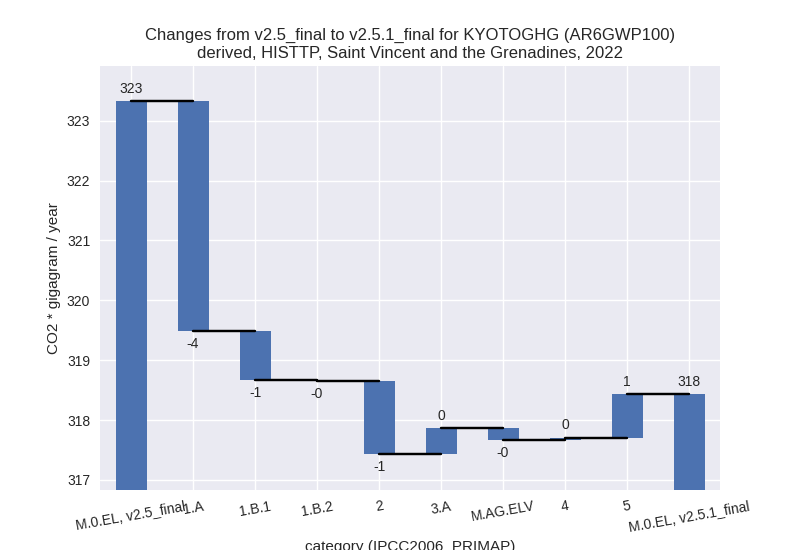 Changes from v2.5_final to v2.5.1_final for KYOTOGHG (AR6GWP100)
derived, HISTTP, Saint Vincent and the Grenadines, 2022
CO2 * gigagram / year
323
322
321
320
319
318
317
323
-4
-1
-0
-1
0
-0
0
1
318
M.0.EL, v2.5_final
1.A
1.B.1
1.B.2
2
3.A
M.AG.ELV
4
5
M.0.EL, v2.5.1_final
category (IPCC2006_PRIMAP)